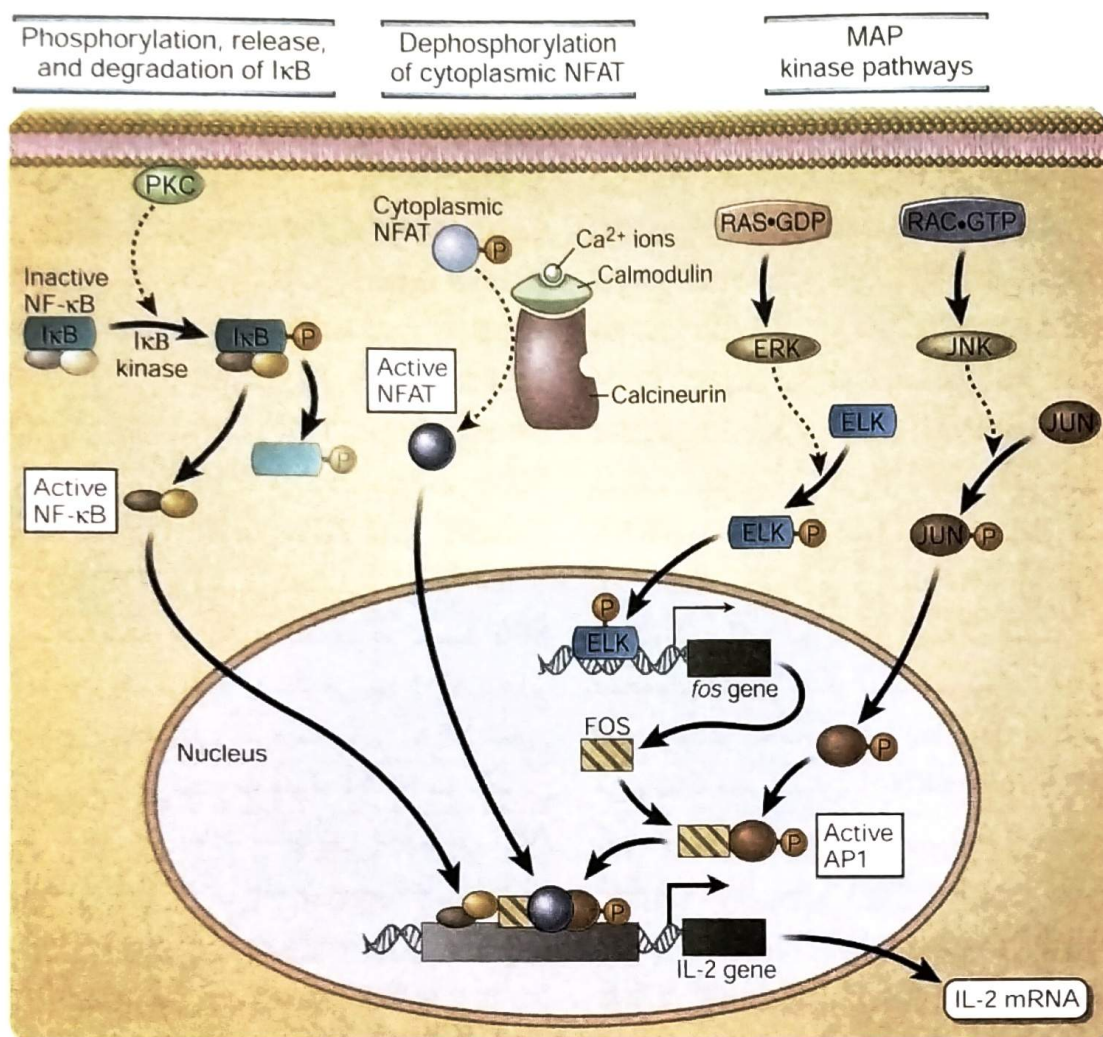 Phosphorylation, release,
and degradation of IκB
Dephosphorylation
of cytoplasmic NFAT
MAP
kinase pathways
PKC
Inactive
NF-κB
IκB
IκB
kinase
IκB
P
P
Active
NF-κB
Cytoplasmic
NFAT
P
Ca²⁺ ions
Calmodulin
Calcineurin
Active
NFAT
RAS•GDP
RAC•GTP
ERK
JNK
ELK
JUN
ELK
P
JUN
P
Nucleus
P
ELK
fos gene
FOS
P
P
Active
AP1
P
IL-2 gene
IL-2 mRNA